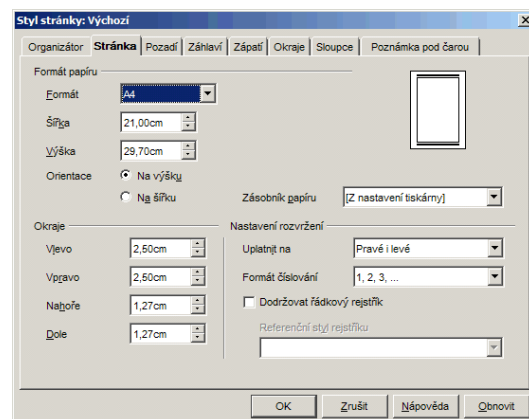 Styl stránky: Výchozí
Organizátor Stránka Pozadí Záhlaví Zápatí Okraje Sloupce Poznámka pod čarou
Formát papíru
Formát A4
Šířka 21,00cm
Výška 29,70cm
Orientace Na výšku
Na šířku Zásobník papíru [Z nastavení tiskárny]
Okraje Nastavení rozvržení
Vlevo 2,50cm Uplatnit na Pravé i levé
Vpravo 2,50cm Formát číslování 1, 2, 3, ...
Nahoře 1,27cm Dodržovat řádkový rejstřík
Dole 1,27cm Referenční styl rejstříku
OK Zrušit Nápověda Obnovit